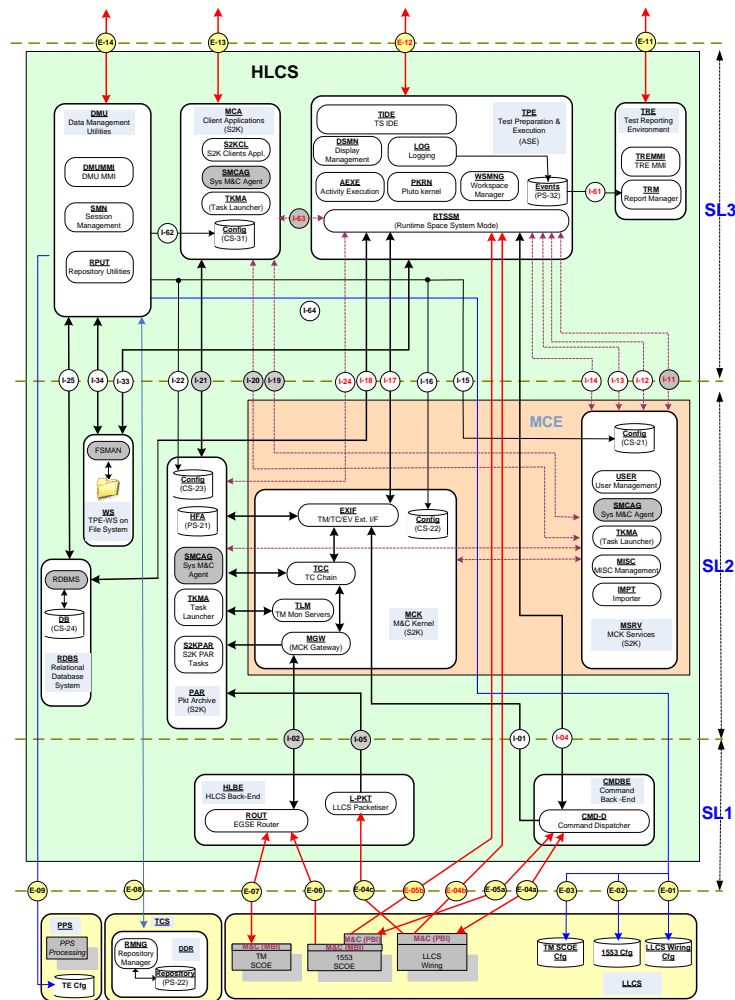 E-14
E-13
E-12
E-11
HLCS
DMU
Data Management
Utilities
DMUMMI
DMU MMI
SMN
Session
Management
RPUT
Repository Utilities
MCA
Client Applications
(S2K)
S2KCL
S2K Clients Appl.
SMCAG
Sys M&C Agent
TKMA
(Task Launcher)
Config
(CS-31)
TIDE
TS IDE
TPE
Test Preparation &
Execution
(ASE)
DSMN
Display
Management
LOG
Logging
AEXE
Activity Execution
PKRN
Pluto kernel
WSMNG
Workspace
Manager
Events
(PS-32)
RTSSM
(Runtime Space System Mode)
TRE
Test Reporting
Environment
TREMMI
TRE MMI
TRM
Report Manager
I-61
I-62
I-63
I-64
SL3
I-25
I-34
I-33
I-22
I-21
I-20
I-19
I-24
I-18
I-17
I-16
I-15
I-14
I-13
I-12
I-11
MCE
FSMAN
WS
TPE-WS on
File System
RDBMS
DB
(CS-24)
RDBS
Relational
Database
System
Config
(CS-23)
HFA
(PS-21)
SMCAG
Sys M&C
Agent
TKMA
Task
Launcher
S2KPAR
S2K PAR
Tasks
PAR
Pkt Archive
(S2K)
EXIF
TM/TC/EV Ext. I/F
Config
(CS-22)
TCC
TC Chain
TLM
TM Mon Servers
MGW
(MCK Gateway)
MCK
M&C Kernel
(S2K)
Config
(CS-21)
USER
User Management
SMCAG
Sys M&C Agent
TKMA
(Task Launcher)
MISC
MISC Management
IMPT
Importer
MSRV
MCK Services
(S2K)
SL2
I-02
I-05
I-01
I-04
HLBE
HLCS Back-End
ROUT
EGSE Router
L-PKT
LLCS
Packetiser
CMDBE
Command
Back -End
CMD-D
Command Dispatcher
SL1
E-09
E-08
E-07
E-06
E-04c
E-05b
E-04b
E-05a
E-04a
E-03
E-02
E-01
PPS
PPS
Processing
TE Cfg
TCS
RMNG
Repository
Manager
DDR
Repository
(PS-22)
M&C (MBI)
TM
SCOE
M&C (PBI)
M&C (MBI)
1553
SCOE
M&C (PBI)
LLCS
Wiring
TM SCOE
Cfg
1553 Cfg
LLCS Wiring
Cfg
LLCS